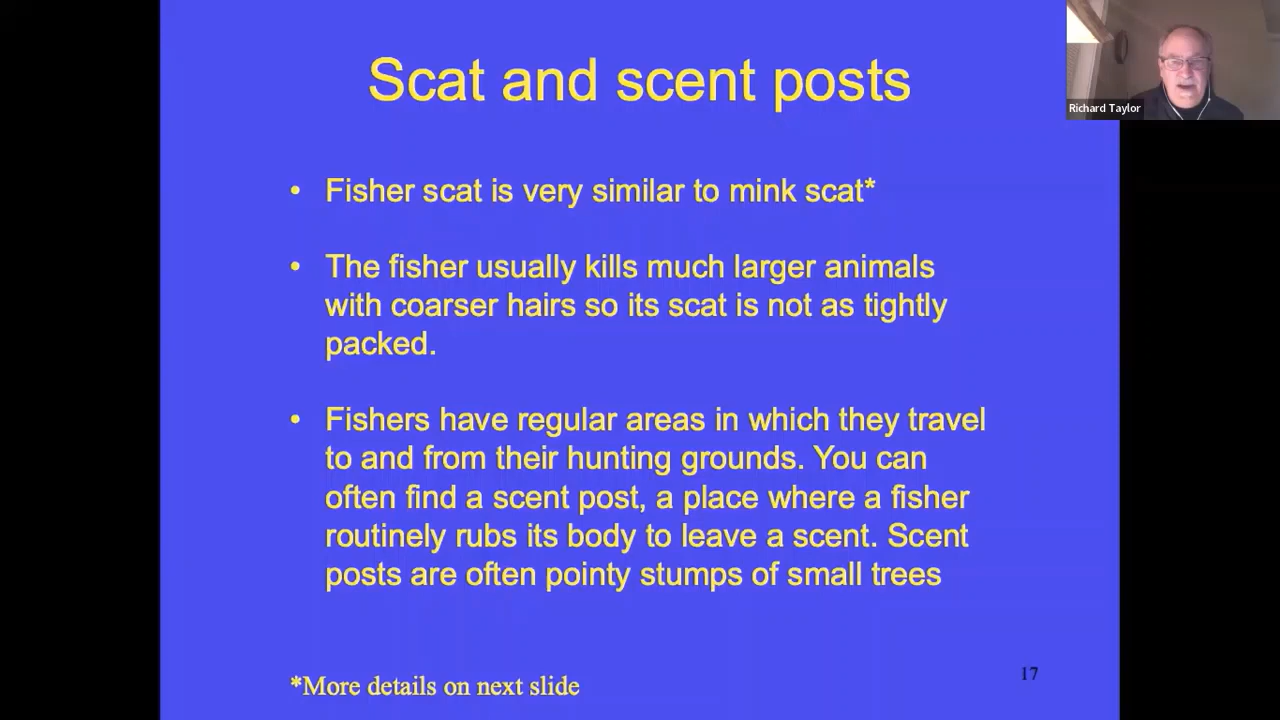 Scat and scent posts
Richard Taylor
• Fisher scat is very similar to mink scat*
• The fisher usually kills much larger animals
with coarser hairs so its scat is not as tightly
packed.
• Fishers have regular areas in which they travel
to and from their hunting grounds. You can
often find a scent post, a place where a fisher
routinely rubs its body to leave a scent. Scent
posts are often pointy stumps of small trees
17
*More details on next slide